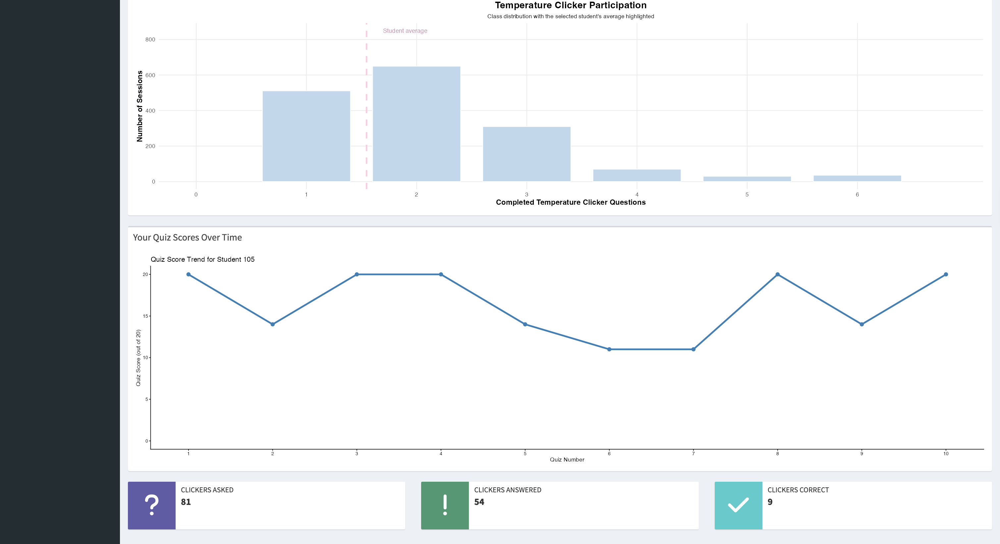 Temperature Clicker Participation
Class distribution with the selected student's average highlighted
Student average
Number of Sessions
800
600
400
200
0
0 1 2 3 4 5 6
Completed Temperature Clicker Questions
Your Quiz Scores Over Time
Quiz Score Trend for Student 105
Quiz Score (out of 20)
20
15
10
5
0
1 2 3 4 5 6 7 8 9 10
Quiz Number
CLICKERS ASKED
81
CLICKERS ANSWERED
54
CLICKERS CORRECT
9